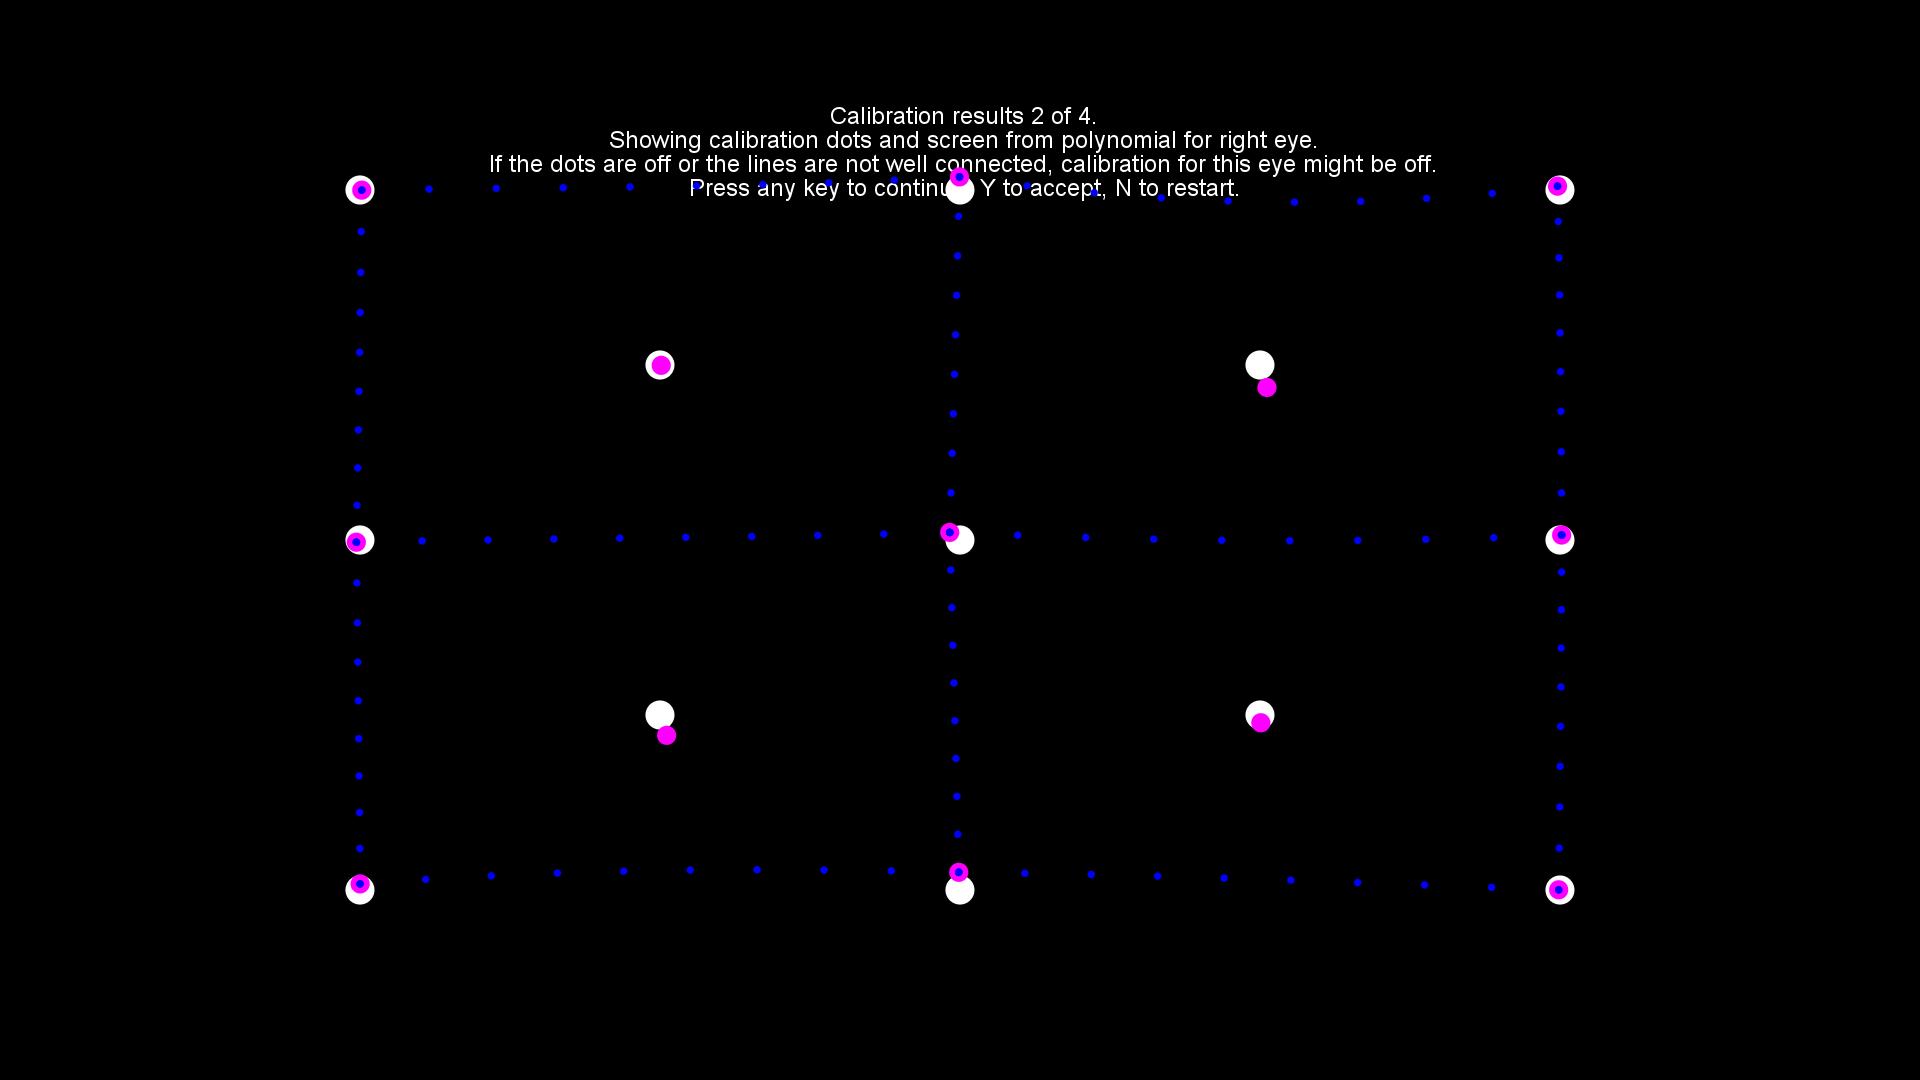 Calibration results 2 of 4.
Showing calibration dots and screen from polynomial for right eye.
If the dots are off or the lines are not well connected, calibration for this eye might be off.
Press any key to continue, Y to accept, N to restart.